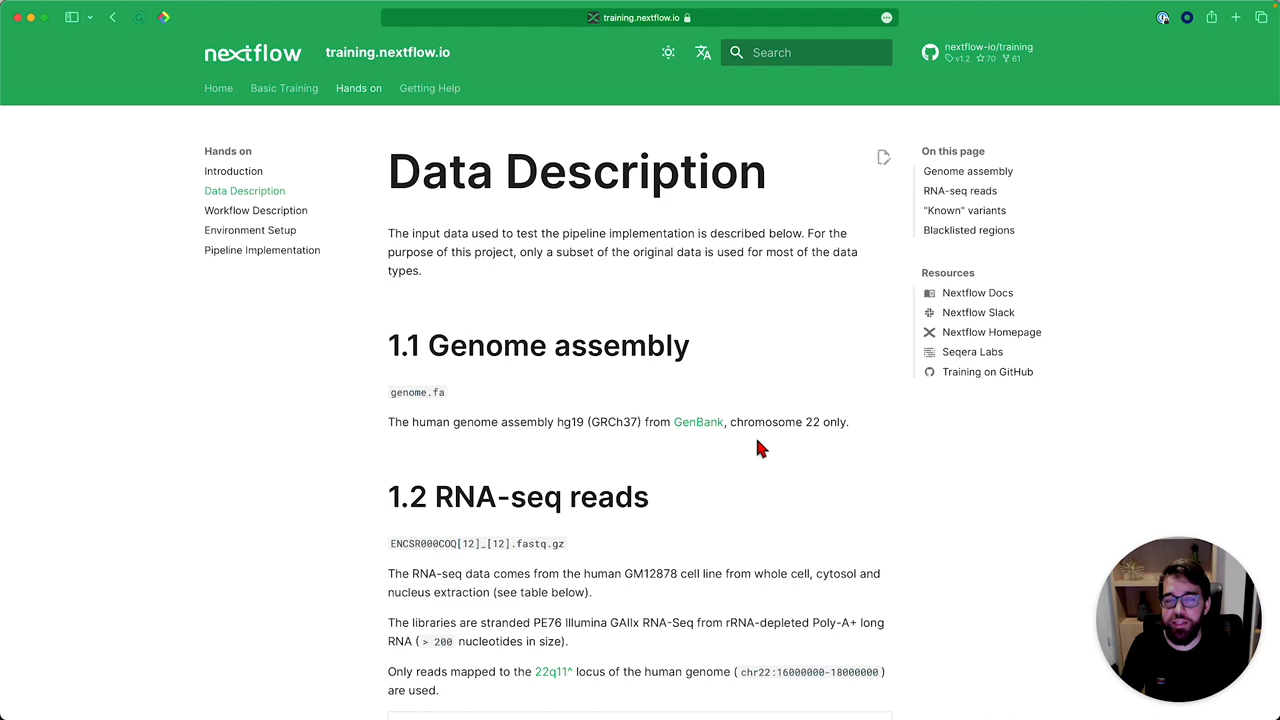 training.nextflow.io
nextflow
training.nextflow.io
Search
nextflow-io/training
v1.2 70 61
Home
Basic Training
Hands on
Getting Help
Hands on
Introduction
Data Description
Workflow Description
Environment Setup
Pipeline Implementation
Data Description
The input data used to test the pipeline implementation is described below. For the
purpose of this project, only a subset of the original data is used for most of the data
types.
1.1 Genome assembly
genome.fa
The human genome assembly hg19 (GRCh37) from GenBank, chromosome 22 only.
1.2 RNA-seq reads
ENCSR000COQ[12]_[12].fastq.gz
The RNA-seq data comes from the human GM12878 cell line from whole cell, cytosol and
nucleus extraction (see table below).
The libraries are stranded PE76 Illumina GAIIx RNA-Seq from rRNA-depleted Poly-A+ long
RNA ( > 200 nucleotides in size).
Only reads mapped to the 22q11^ locus of the human genome ( chr22:16000000-18000000 )
are used.
On this page
Genome assembly
RNA-seq reads
"Known" variants
Blacklisted regions
Resources
Nextflow Docs
Nextflow Slack
Nextflow Homepage
Seqera Labs
Training on GitHub